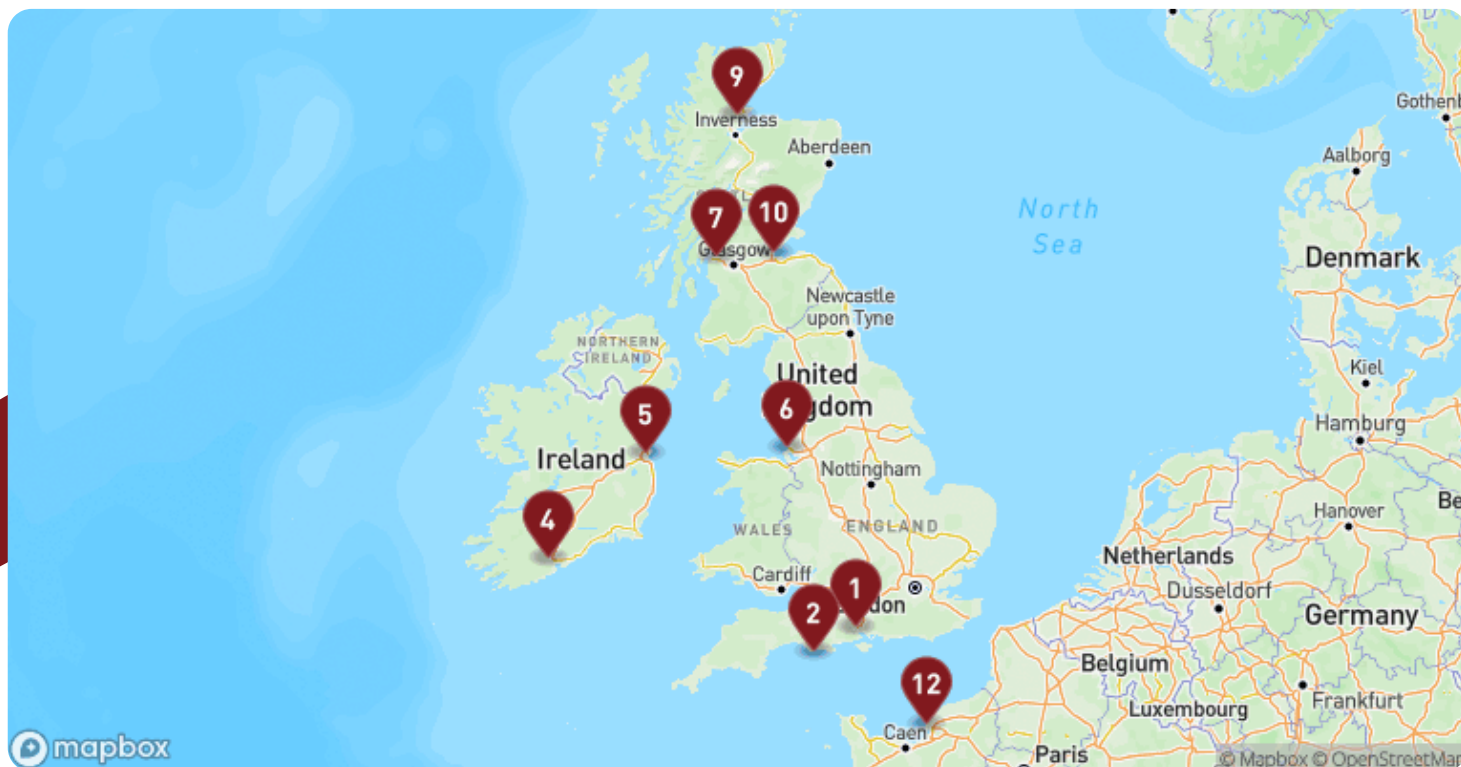 Gothenb
9
Inverness
Aberdeen
Aalborg
7
10
Glasgow
North
Sea
Denmark
Newcastle
upon Tyne
NORTHERN
IRELAND
United
gdom
Kiel
5
6
Hamburg
Ireland
Nottingham
4
WALES
ENGLAND
Hanover
Be
Netherlands
Cardiff
1
2
don
Dusseldorf
Germany
Belgium
12
Luxembourg
Frankfurt
Caen
Paris
mapbox
© Mapbox © OpenStreetMap